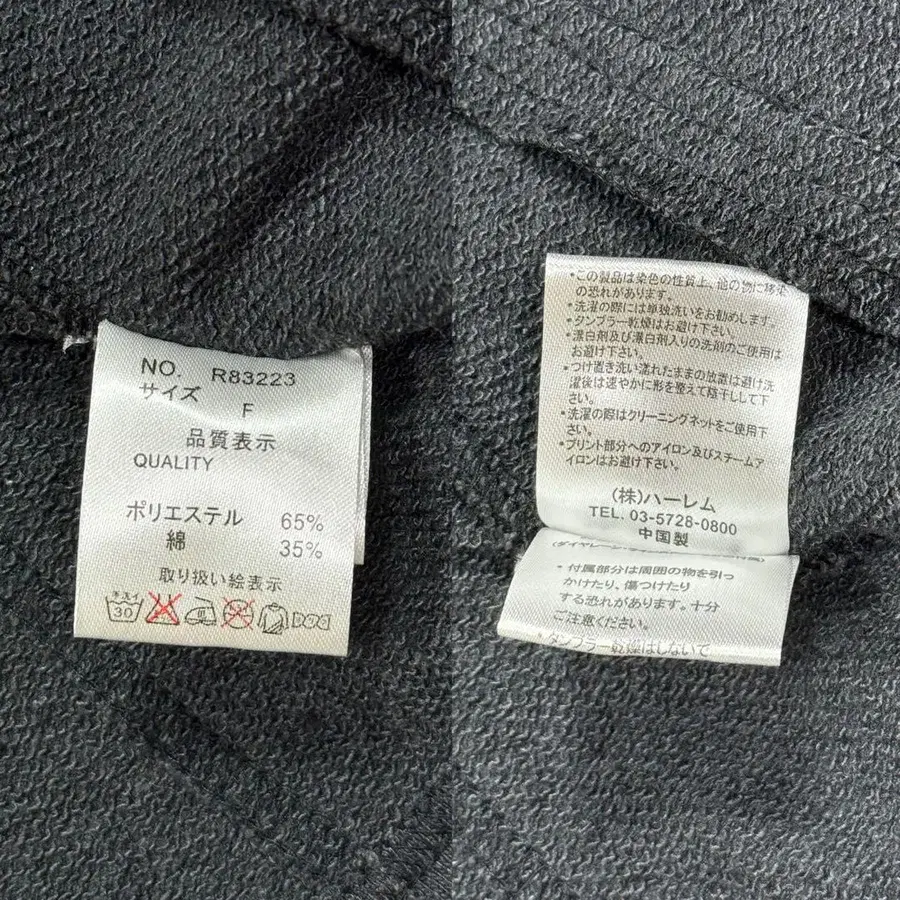 NO. R83223
サイズ
F
品質表示
QUALITY
ポリエステル 65%
綿 35%
取り扱い絵表示
30
•この製品は染色の性質上、他の物に移染
の恐れがあります。
•洗濯の際には単独洗いをお勧めします。
•タンブラー乾燥はお避け下さい。
•漂白剤及び漂白剤入りの洗剤のご使用は
お避け下さい。
•つけ置き洗い濡れたままの放置は避け洗
濯後は速やかに形を整えて陰干しして下
さい。
•洗濯の際はクリーニングネットをご使用下
さい。
•プリント部分へのアイロン及びスチームア
イロンはお避け下さい。
(株)ハーレム
TEL. 03-5728-0800
中国製
・付属部分は周囲の物を引っ
かけたり、傷つけたり
する恐れがあります。十分
ご注意ください。
・タンブラー乾燥はしないで